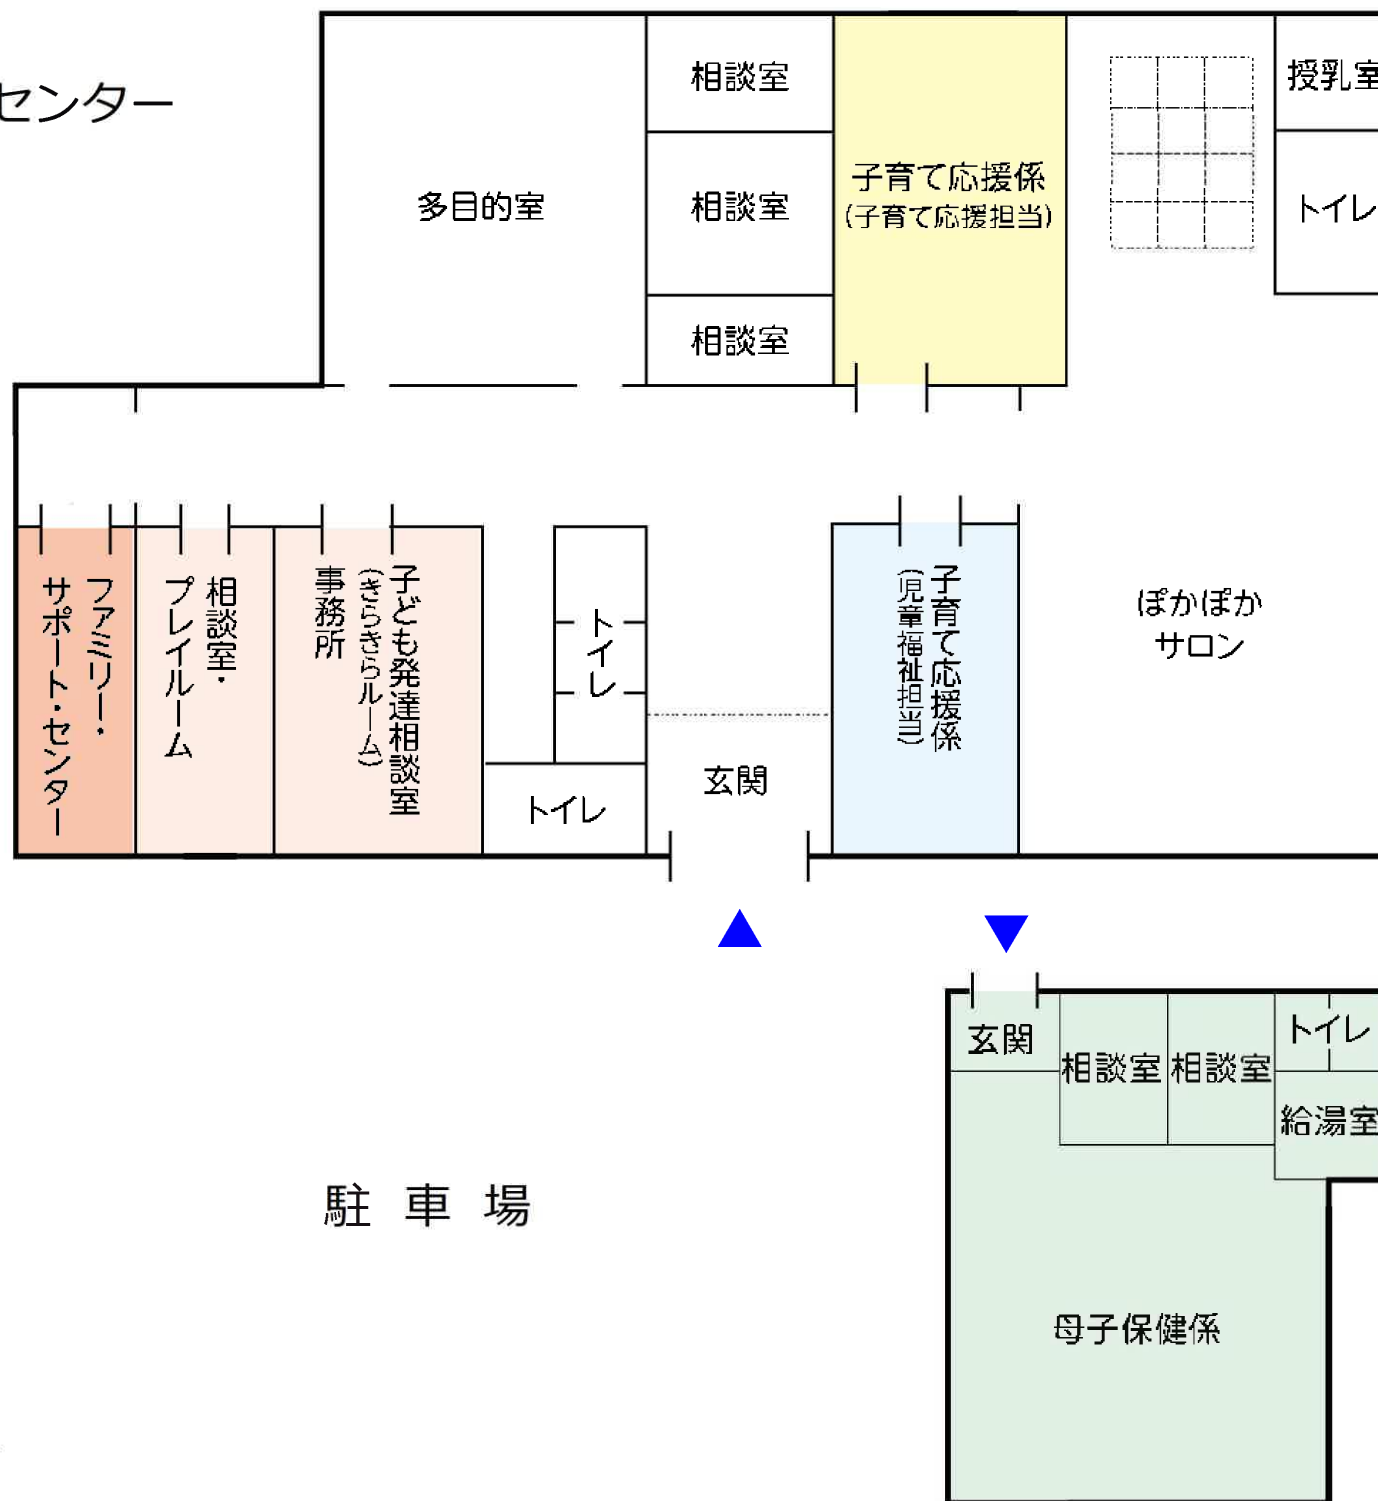 センター
相談室
授乳室
多目的室
相談室
子育て応援係
(子育て応援担当)
トイレ
相談室
ファミリー・
サポート・センター
相談室・
プレイルーム
子ども発達相談室
(きらきらルーム)
事務所
トイレ
トイレ
玄関
子育て応援係
(児童福祉担当)
ぽかぽか
サロン
玄関
相談室
相談室
トイレ
給湯室
駐車場
母子保健係